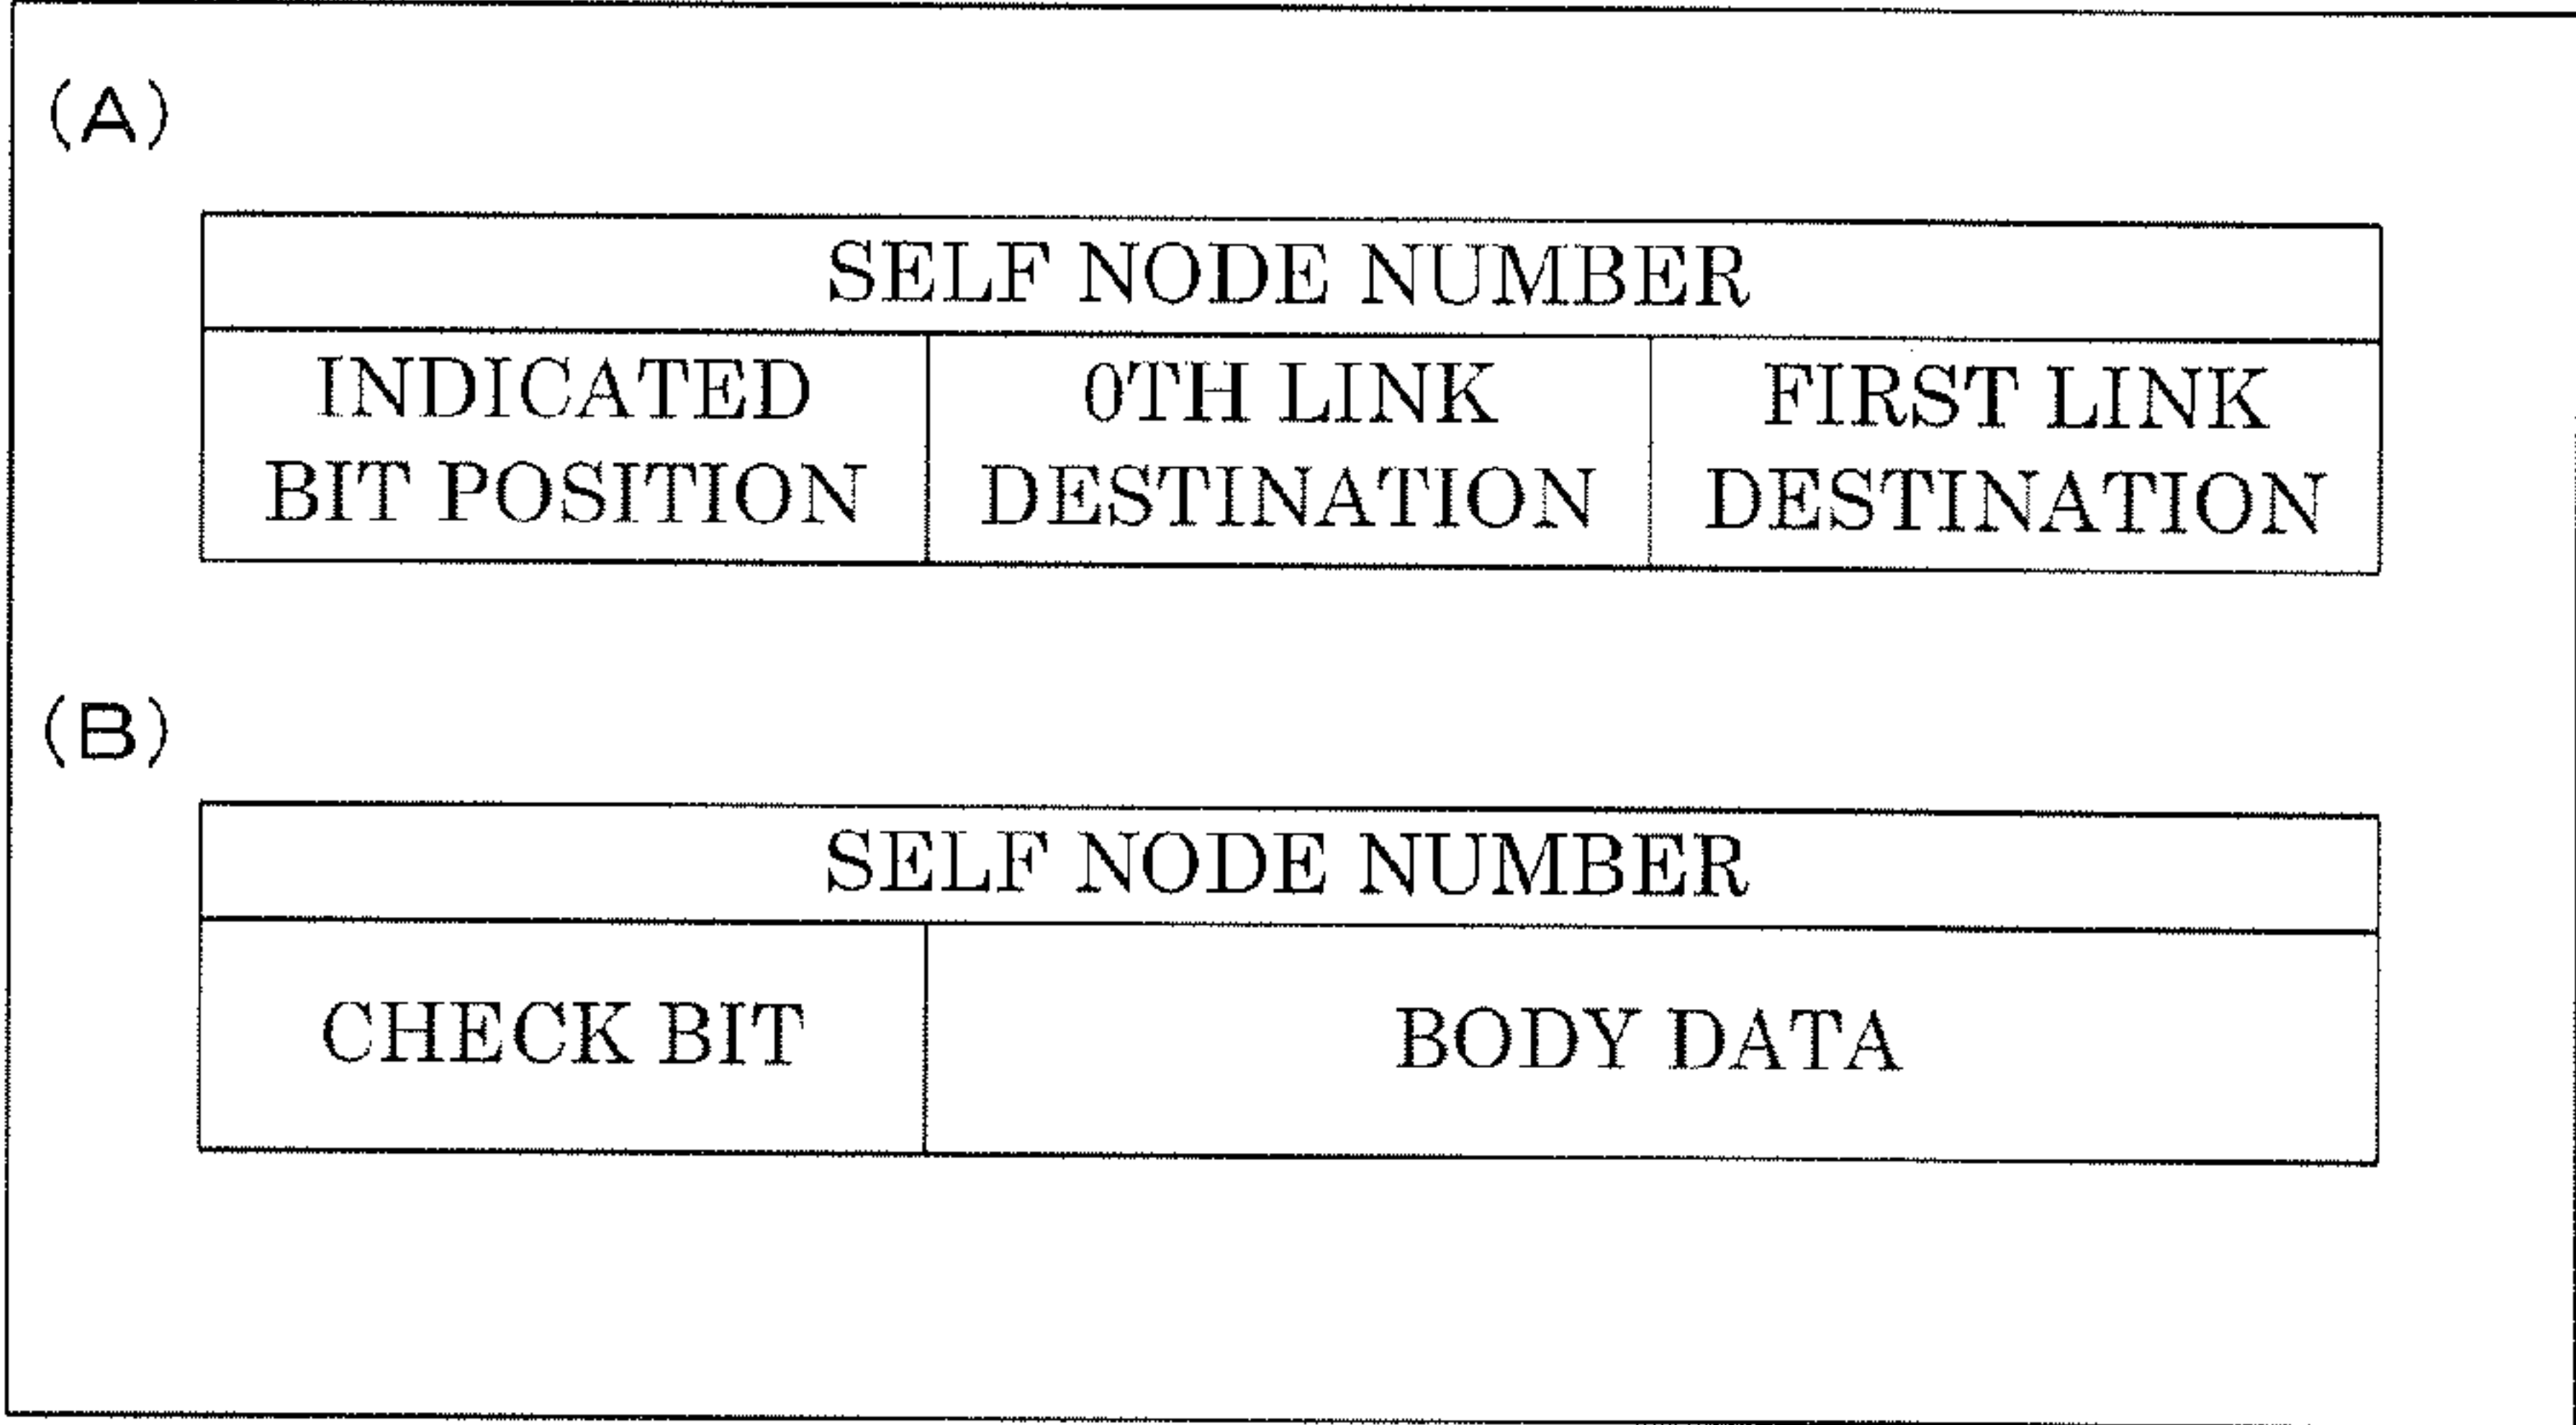 (A)
SELF NODE NUMBER
INDICATED
BIT POSITION
0TH LINK
DESTINATION
FIRST LINK
DESTINATION
(B)
SELF NODE NUMBER
CHECK BIT
BODY DATA